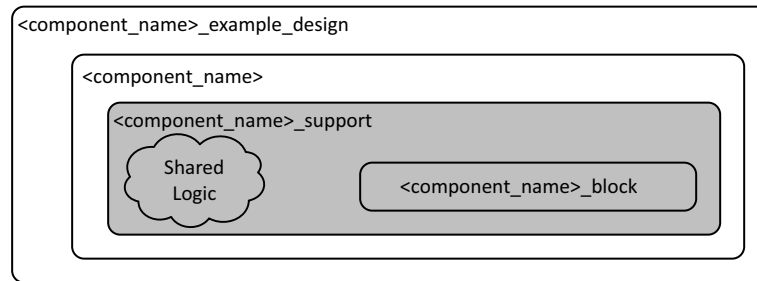 <component_name>_example_design
<component_name>
<component_name>_support
Shared
Logic
<component_name>_block